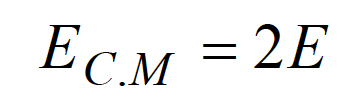 E_{C.M} = 2E